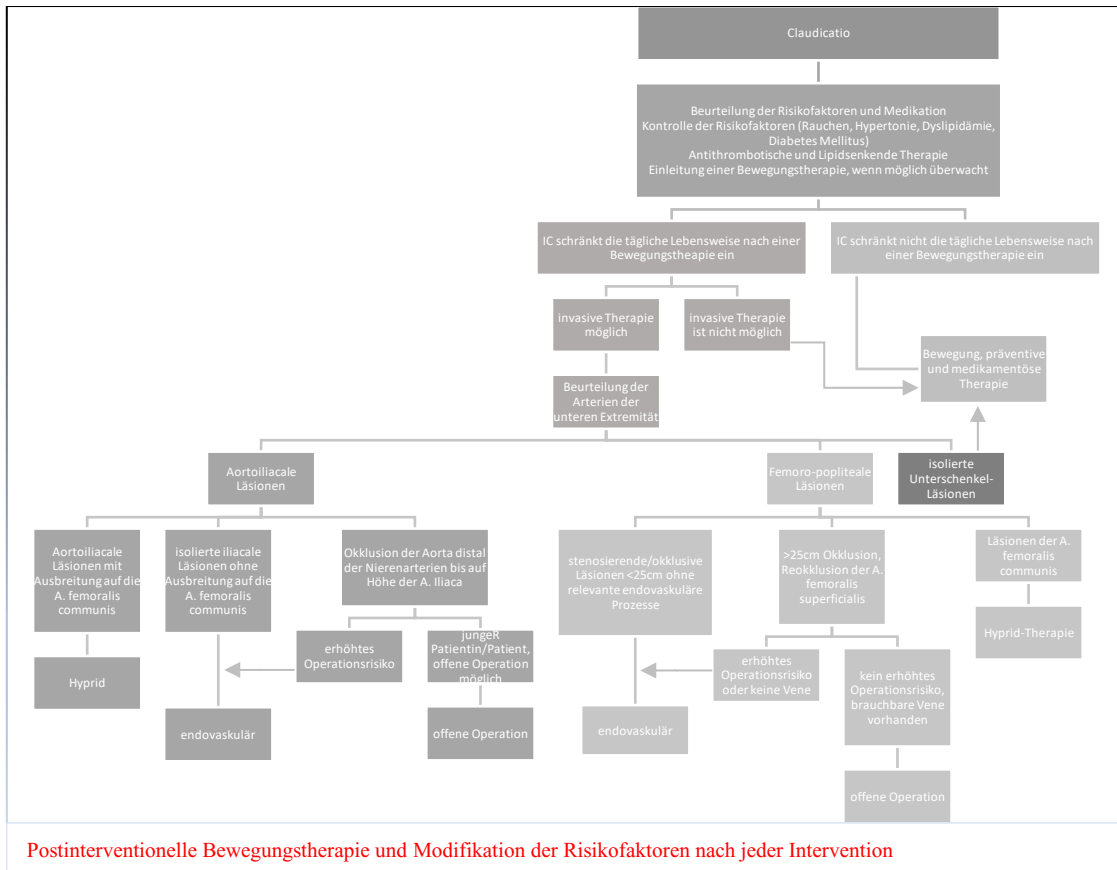 Claudicatio
Beurteilung der Risikofaktoren und Medikation
Kontrolle der Risikofaktoren (Rauchen, Hypertonie, Dyslipidämie,
Diabetes Mellitus)
Antithrombotische und Lipidsenkende Therapie
Einleitung einer Bewegungstherapie, wenn möglich überwacht
IC schränkt die tägliche Lebensweise nach einer
Bewegungstheapie ein
IC schränkt nicht die tägliche Lebensweise nach
einer Bewegungstherapie ein
invasive Therapie
möglich
invasive Therapie
ist nicht möglich
Bewegung, präventive
und medikamentöse
Therapie
Beurteilung der
Arterien der
unteren Extremität
Aortoiliacale
Läsionen
Femoro-popliteale
Läsionen
isolierte
Unterschenkel-
Läsionen
Aortoiliacale
Läsionen mit
Ausbreitung auf die
A. femoralis
communis
isolierte iliacale
Läsionen ohne
Ausbreitung auf die
A. femoralis
communis
Okklusion der Aorta distal
der Nierenarterien bis auf
Höhe der A. Iliaca
stenosierende/okklusive
Läsionen <25cm ohne
relevante endovaskuläre
Prozesse
>25cm Okklusion,
Reokklusion der A.
femoralis
superficialis
Läsionen der A.
femoralis
communis
Hyprid
erhöhtes
Operationsrisiko
jungeR
Patientin/Patient,
offene Operation
möglich
erhöhtes
Operationsrisiko
oder keine Vene
kein erhöhtes
Operationsrisiko,
brauchbare Vene
vorhanden
Hyprid-Therapie
endovaskulär
offene Operation
endovaskulär
offene Operation
Postinterventionelle Bewegungstherapie und Modifikation der Risikofaktoren nach jeder Intervention